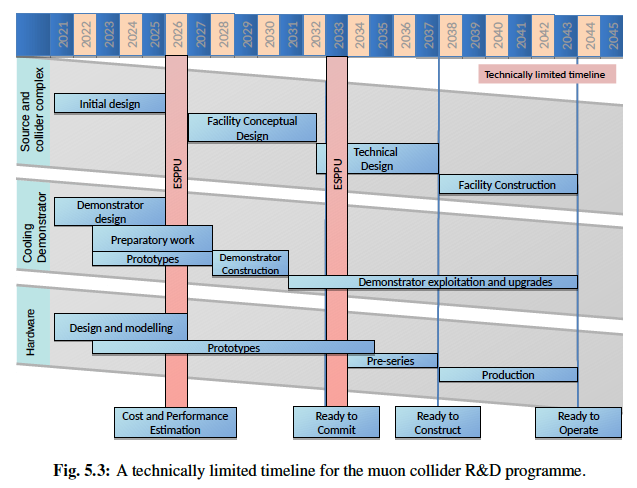 2021 2022 2023 2024 2025 2026 2027 2028 2029 2030 2031 2032 2033 2034 2035 2036 2037 2038 2039 2040 2041 2042 2043 2044 2045
Technically limited timeline
Source and
collider complex
Initial design
Facility Conceptual
Design
Technical
Design
Facility Construction
ESPPU
ESPPU
Cooling
Demonstrator
Demonstrator
design
Preparatory work
Prototypes
Demonstrator
Construction
Demonstrator exploitation and upgrades
Hardware
Design and modelling
Prototypes
Pre-series
Production
Cost and Performance
Estimation
Ready to
Commit
Ready to
Construct
Ready to
Operate
Fig. 5.3: A technically limited timeline for the muon collider R&D programme.